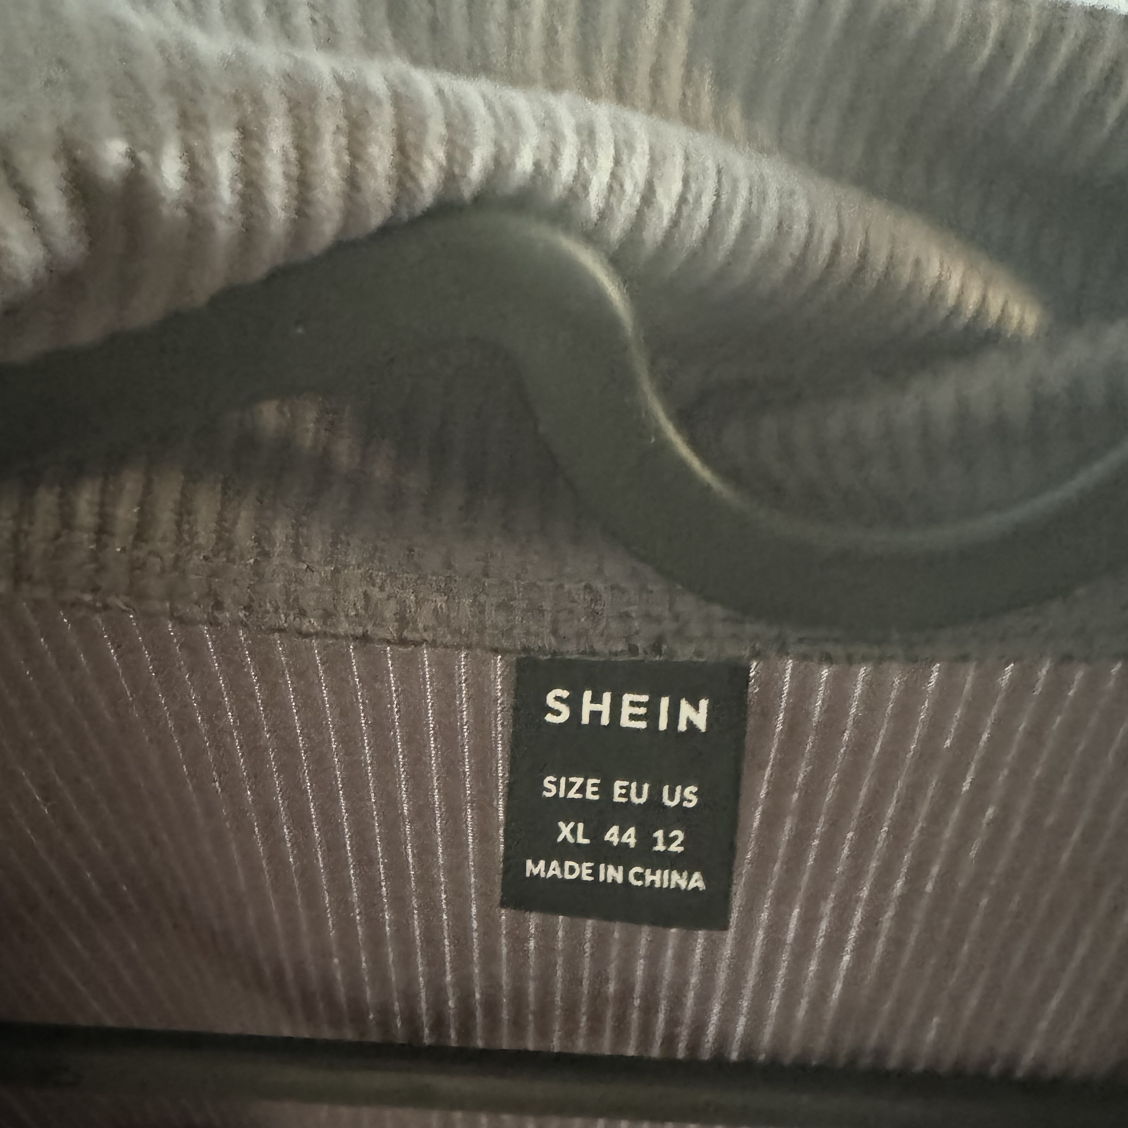 SHEIN
SIZE EU US
XL 44 12
MADE IN CHINA